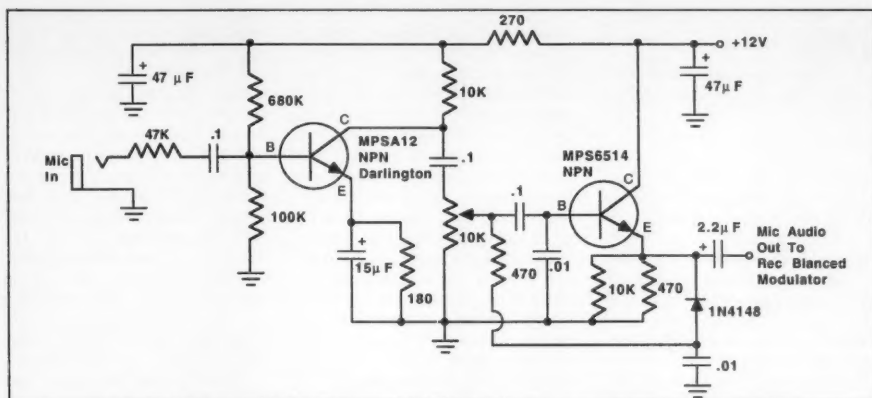 270
+12V
+
47 µF
680K
10K
+
47µF
C
47K
.1
B
MPSA12
NPN
Darlington
Mic
In
E
.1
MPS6514
NPN
C
100K
10K
.1
B
E
2.2µF
+
Mic Audio
Out To
Rec Blanced
Modulator
+
15µF
180
470
.01
10K
470
1N4148
.01